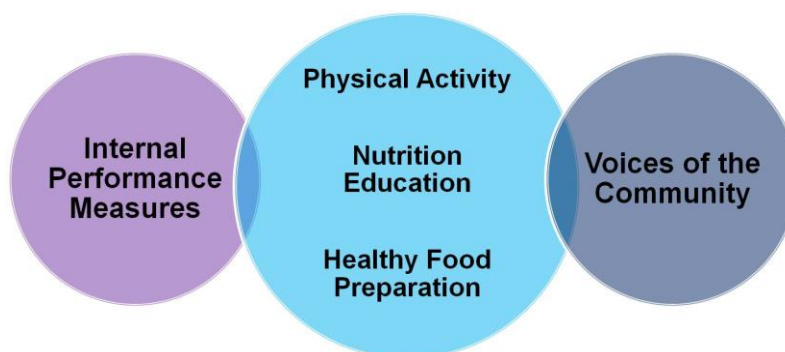 Internal
Performance
Measures
Physical Activity
Nutrition
Education
Healthy Food
Preparation
Voices of the
Community